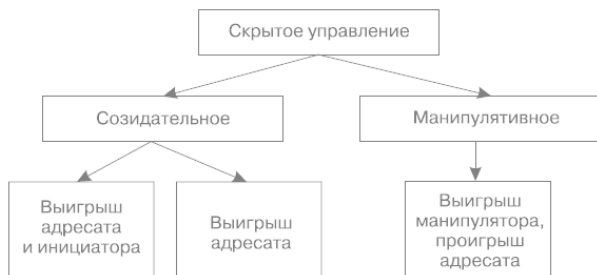 Скрытое управление
Созидательное
Манипулятивное
Выигрыш
адресата
и инициатора
Выигрыш
адресата
Выигрыш
манипулятора,
проигрыш
адресата